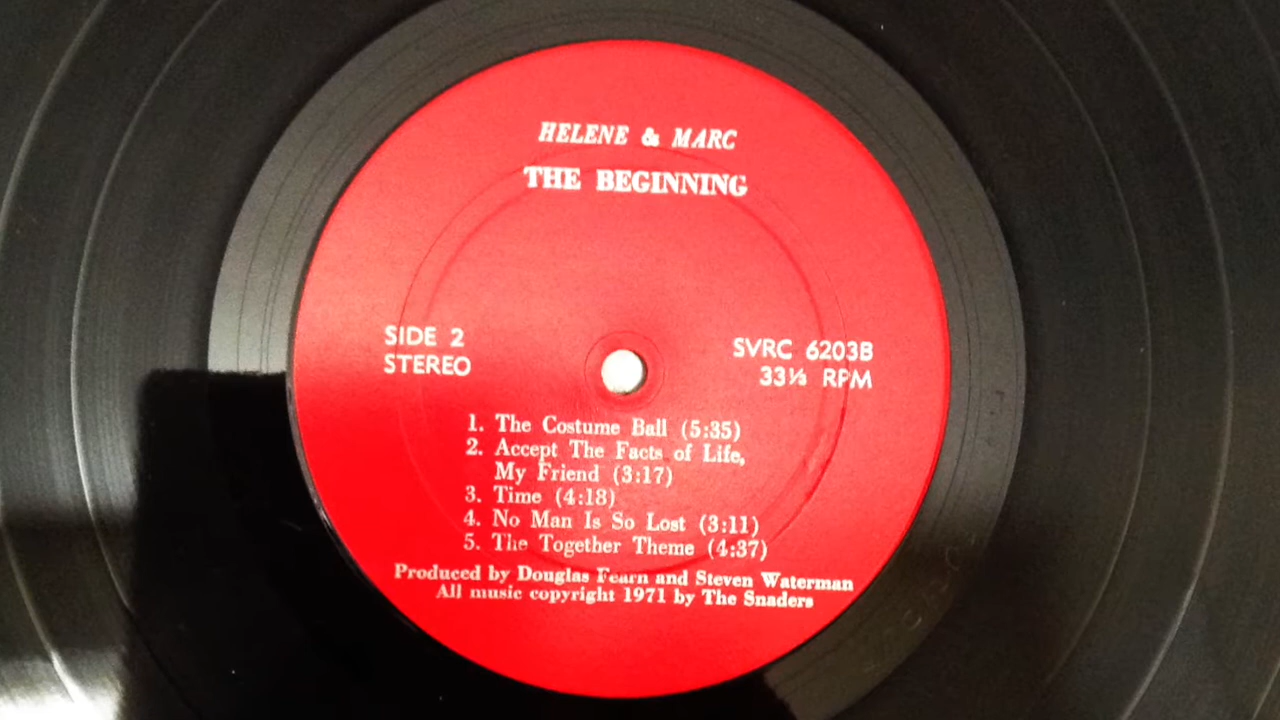 HELENE & MARC
THE BEGINNING
SIDE 2
STEREO
SVRC 6203B
33⅓ RPM
1. The Costume Ball (5:35)
2. Accept The Facts of Life,
My Friend (3:17)
3. Time (4:18)
4. No Man Is So Lost (3:11)
5. The Together Theme (4:37)
Produced by Douglas Fearn and Steven Waterman
All music copyright 1971 by The Snaders